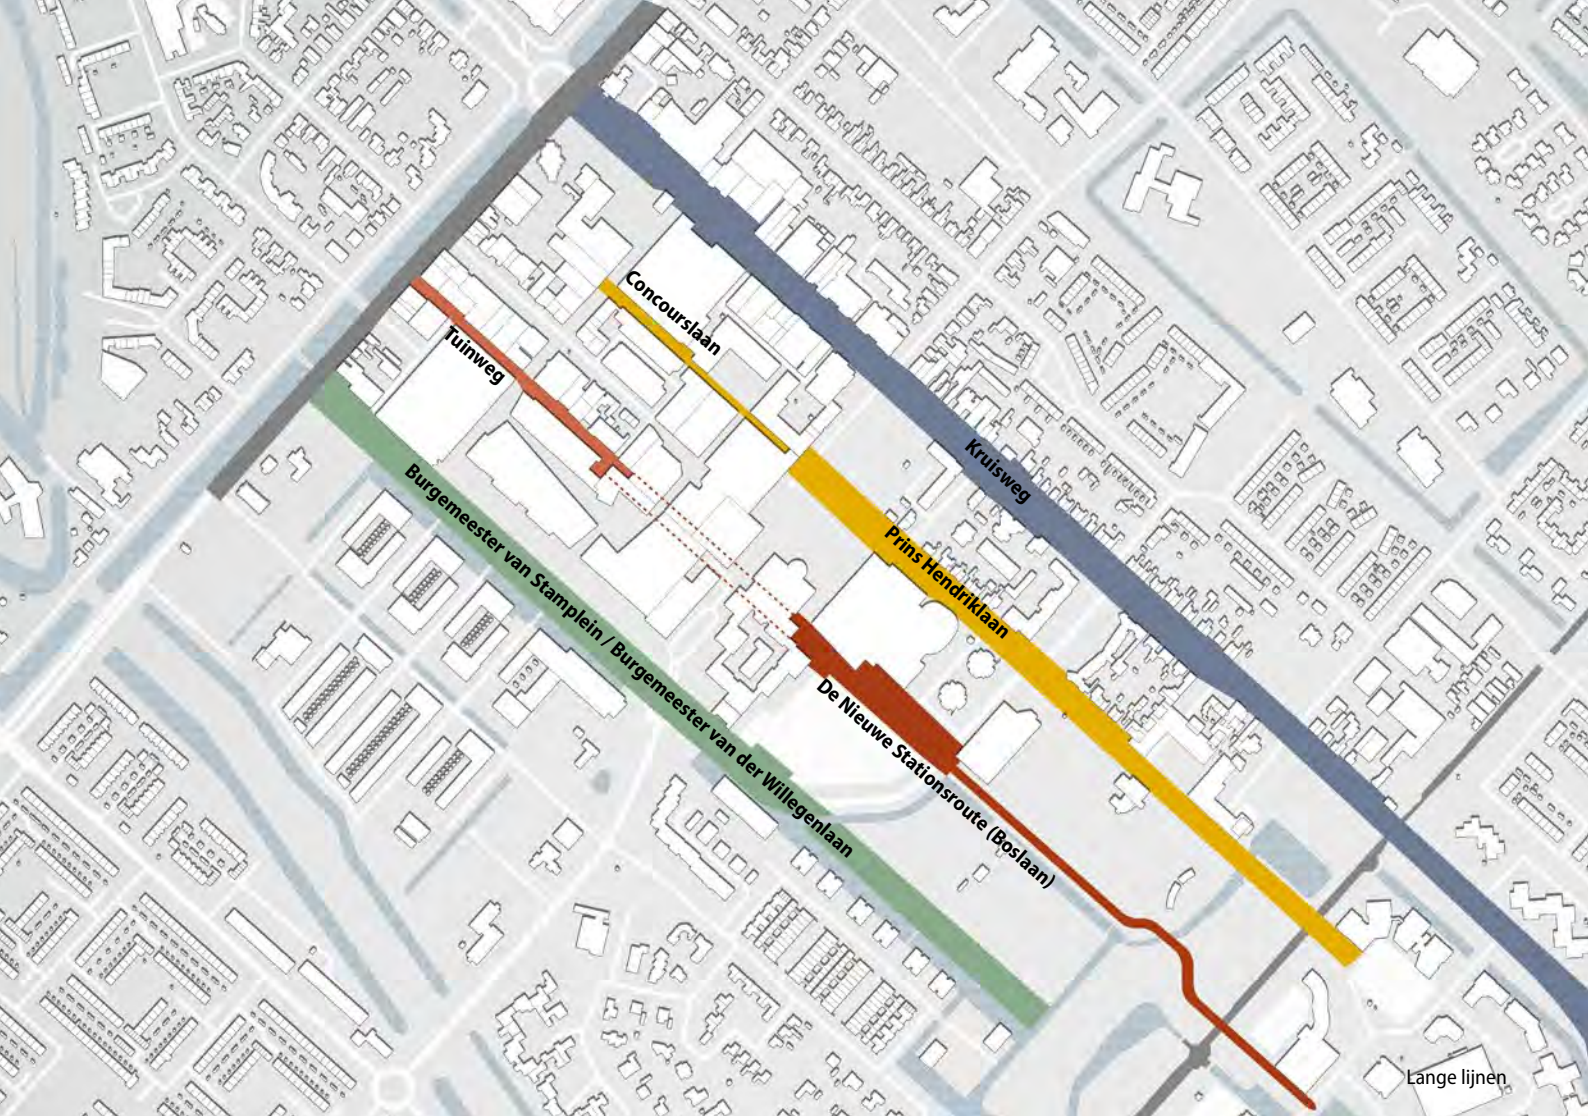 Concourslaan
Tuinweg
Kruisweg
Burgemeester van Stamplein / Burgemeester van der Willegenlaan
Prins Hendriklaan
De Nieuwe Stationsroute (Boslaan)
Lange lijnen